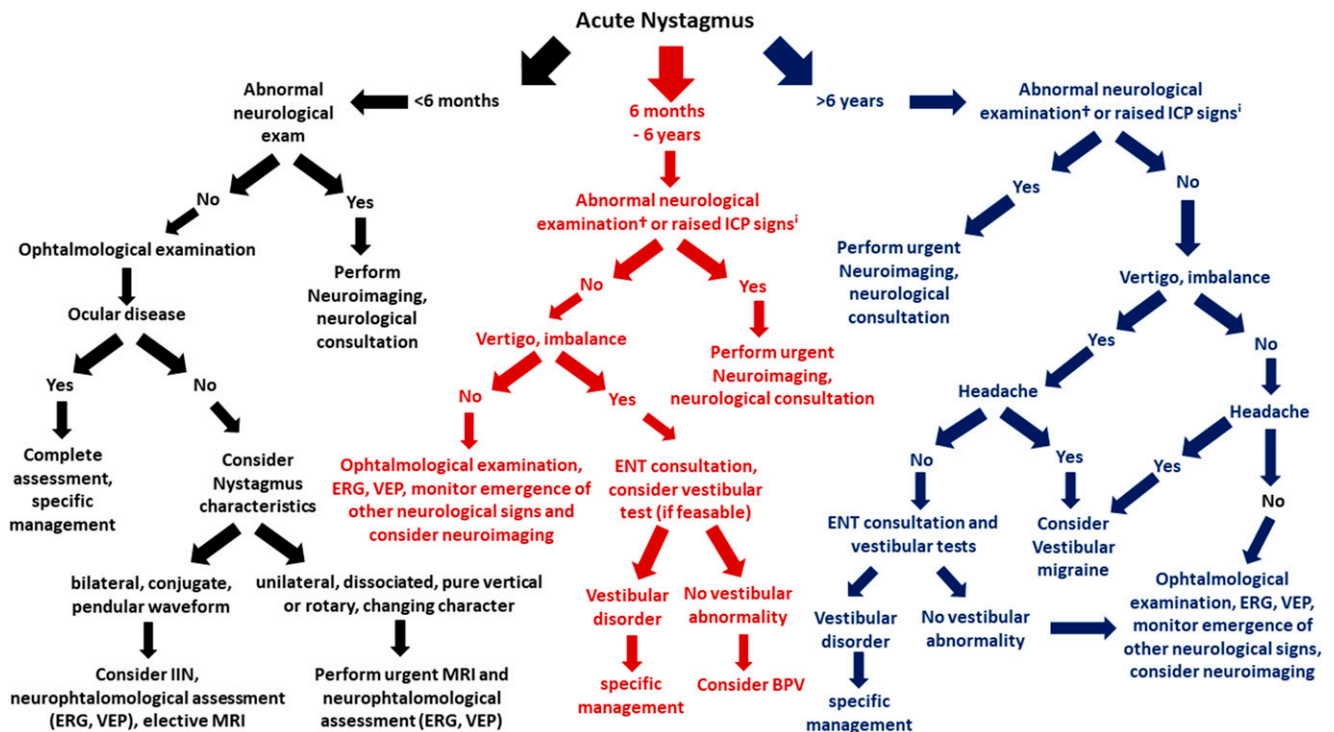 Acute Nystagmus
<6 months
Abnormal
neurological
exam
No
Yes
Ophtalmological examination
Perform
Neuroimaging,
neurological
consultation
Ocular disease
Yes
No
Complete
assessment,
specific
management
Consider
Nystagmus
characteristics
bilateral, conjugate,
pendular waveform
unilateral, dissociated, pure vertical
or rotary, changing character
Consider IIN,
neurophtalomological assessment
(ERG, VEP), elective MRI
Perform urgent MRI and
neurophtalomological
assessment (ERG, VEP)
6 months
- 6 years
Abnormal neurological
examination† or raised ICP signsⁱ
No
Yes
Vertigo, imbalance
Perform urgent
Neuroimaging,
neurological consultation
No
Yes
Ophtalmological examination,
ERG, VEP, monitor emergence of
other neurological signs and
consider neuroimaging
ENT consultation,
consider vestibular
test (if feasable)
Vestibular
disorder
No vestibular
abnormality
specific
management
Consider BPV
>6 years
Abnormal neurological
examination† or raised ICP signsⁱ
Yes
No
Perform urgent
Neuroimaging,
neurological
consultation
Vertigo, imbalance
Yes
No
Headache
Headache
No
Yes
Yes
No
ENT consultation and
vestibular tests
Consider
Vestibular
migraine
Vestibular
disorder
No vestibular
abnormality
Ophtalmological
examination, ERG, VEP,
monitor emergence of
other neurological signs,
consider neuroimaging
specific
management